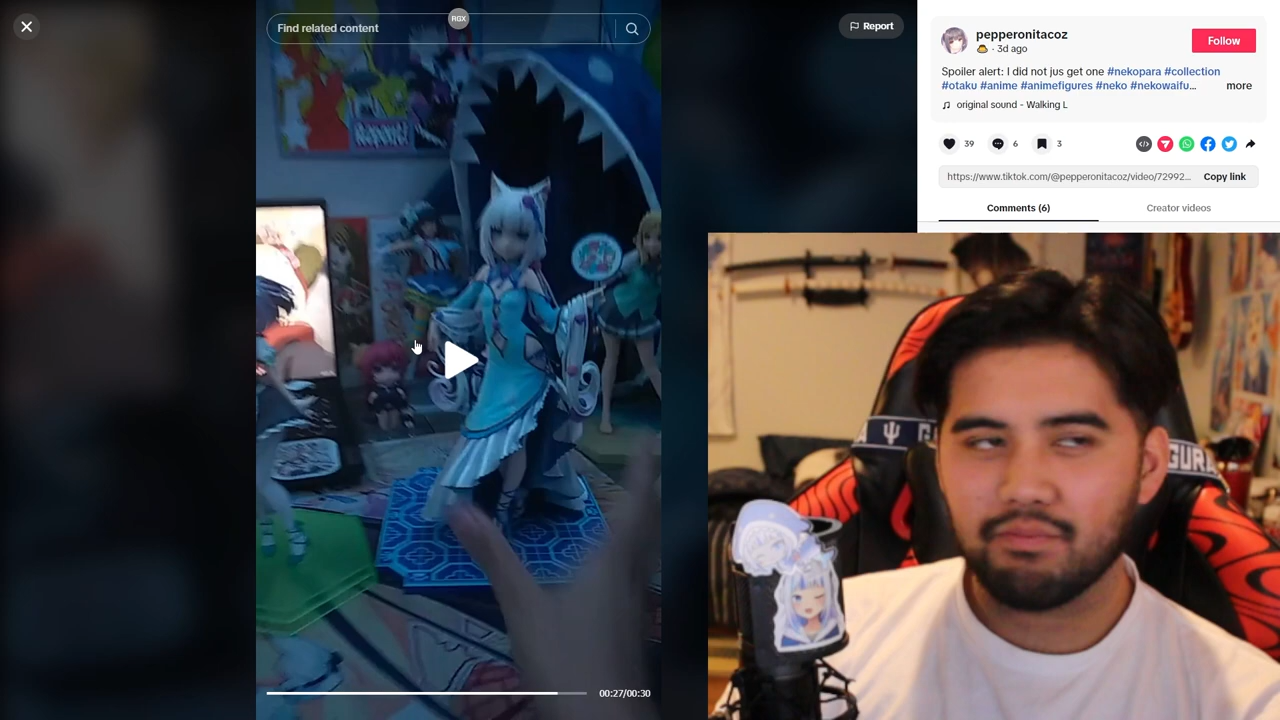 Find related content
RGX
Report
pepperonitacoz
· 3d ago
Follow
Spoiler alert: I did not jus get one #nekopara #collection
#otaku #anime #animefigures #neko #nekowaifu...
more
original sound - Walking L
39
6
3
https://www.tiktok.com/@pepperonitacoz/video/72992...
Copy link
Comments (6)
Creator videos
GURA
00:27/00:30